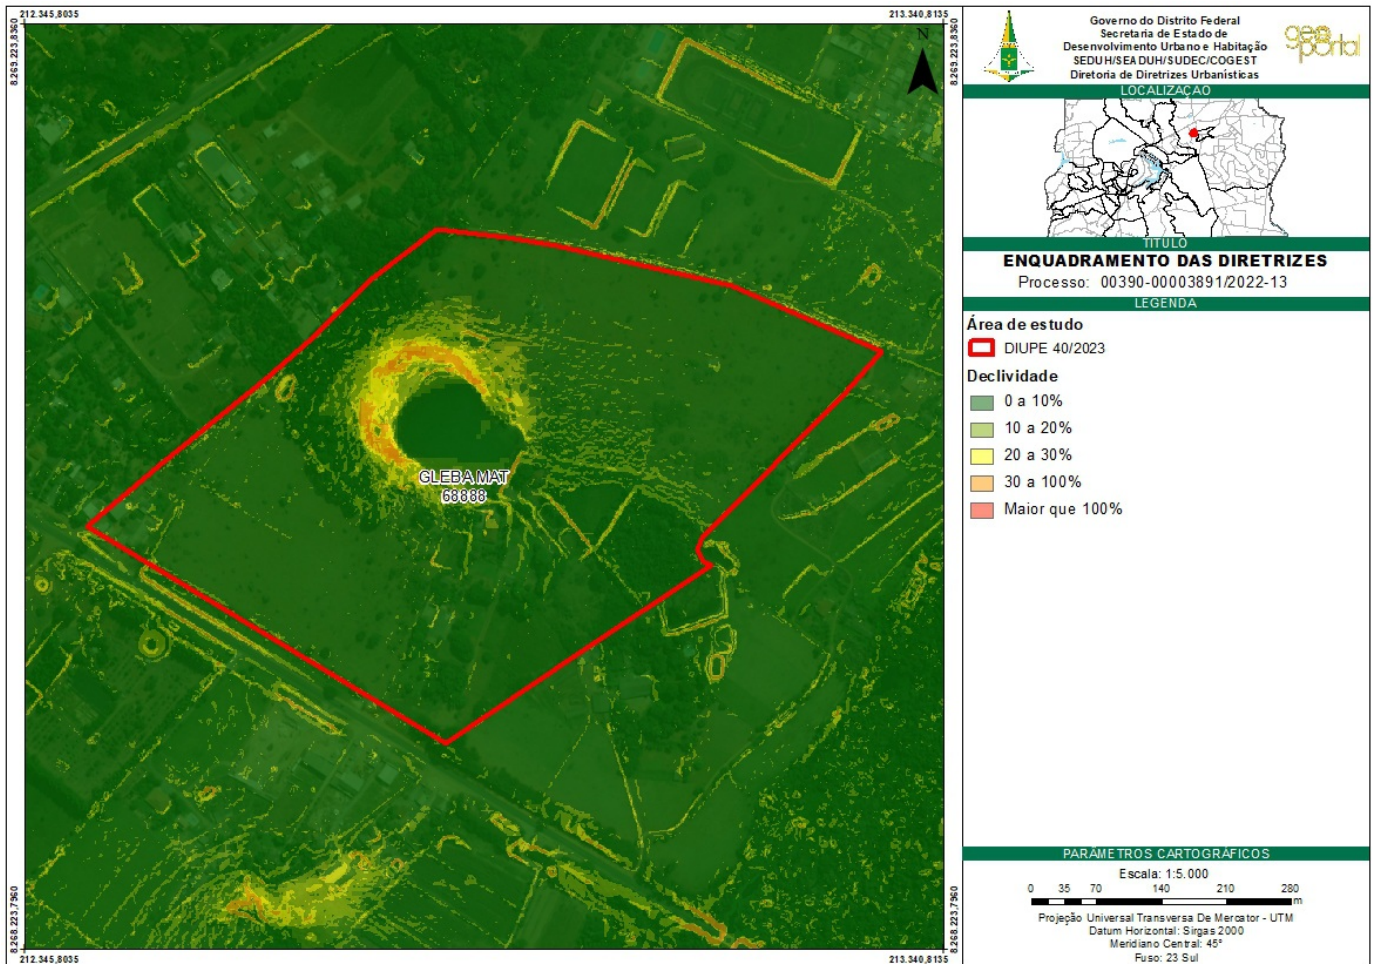 212.345,8035
213.340,8135
8.269.223,8360
8.269.223,8360
N
GLEBA MAT
68888
8.268.223,7960
8.268.223,7960
212.345,8035
213.340,8135
Governo do Distrito Federal
Secretaria de Estado de
Desenvolvimento Urbano e Habitação
SEDUH/SEADUH/SUDEC/COGEST
Diretoria de Diretrizes Urbanísticas
geo
portal
LOCALIZAÇÃO
TÍTULO
ENQUADRAMENTO DAS DIRETRIZES
Processo: 00390-00003891/2022-13
LEGENDA
Área de estudo
DIUPE 40/2023
Declividade
0 a 10%
10 a 20%
20 a 30%
30 a 100%
Maior que 100%
PARÂMETROS CARTOGRÁFICOS
Escala: 1:5.000
0 35 70 140 210 280
m
Projeção Universal Transversa De Mercator - UTM
Datum Horizontal: Sirgas 2000
Meridiano Central: 45°
Fuso: 23 Sul